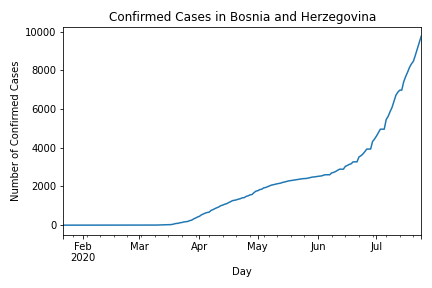 Confirmed Cases in Bosnia and Herzegovina
10000
8000
6000
4000
2000
0
Number of Confirmed Cases
Feb Mar Apr May Jun Jul
2020
Day